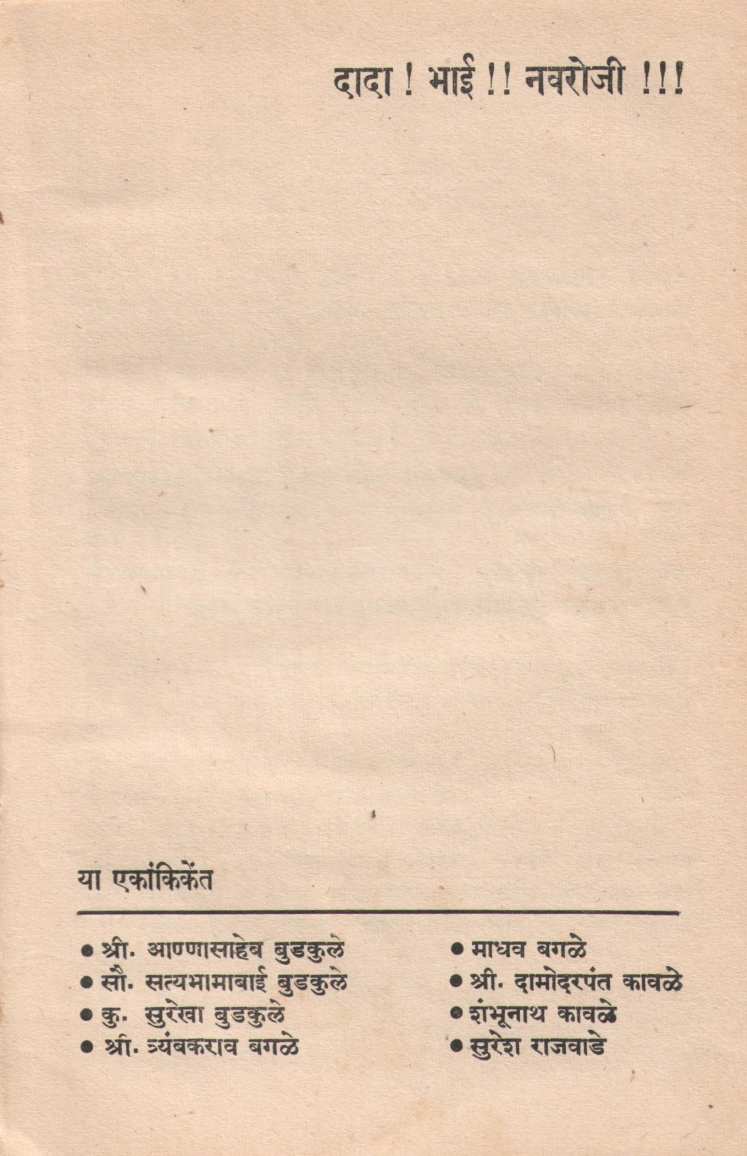 दादा ! भाई !! नवरोजी !!!
या एकांकिकेंत
● श्री. आण्णासाहेब बुडकुले
● सौ. सत्यभामाबाई बुडकुले
● कु. सुरेखा बुडकुले
● श्री. त्र्यंबकराव बगळे
● माधव बगळे
● श्री. दामोदरपंत कावळे
● शंभूनाथ कावळे
● सुरेश राजवाडे